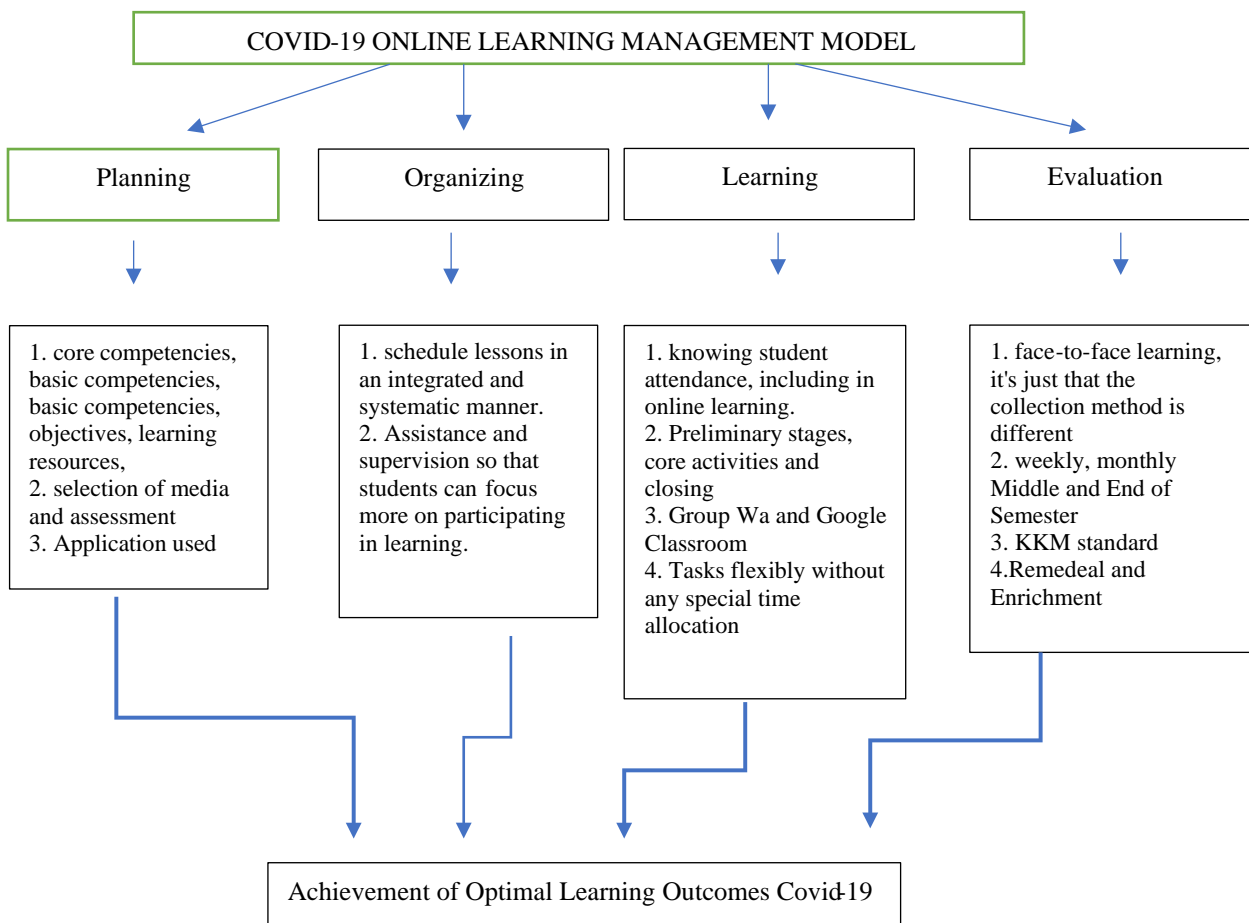 COVID-19 ONLINE LEARNING MANAGEMENT MODEL
Planning
Organizing
Learning
Evaluation
1. core competencies,
basic competencies,
basic competencies,
objectives, learning
resources,
2. selection of media
and assessment
3. Application used
1. schedule lessons in
an integrated and
systematic manner.
2. Assistance and
supervision so that
students can focus
more on participating
in learning.
1. knowing student
attendance, including in
online learning.
2. Preliminary stages,
core activities and
closing
3. Group Wa and Google
Classroom
4. Tasks flexibly without
any special time
allocation
1. face-to-face learning,
it's just that the
collection method is
different
2. weekly, monthly
Middle and End of
Semester
3. KKM standard
4.Remedeal and
Enrichment
Achievement of Optimal Learning Outcomes Covid-19